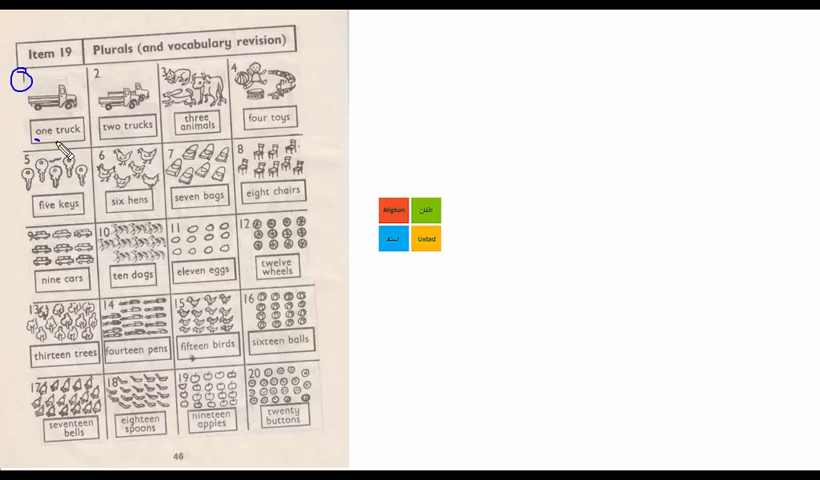 Item 19
Plurals (and vocabulary revision)
1
one truck
2
two trucks
3
three
animals
4
four toys
5
five keys
6
six hens
7
seven bags
8
eight chairs
9
nine cars
10
ten dogs
11
eleven eggs
12
twelve
wheels
13
thirteen trees
14
fourteen pens
15
fifteen birds
16
sixteen balls
17
seventeen
bells
18
eighteen
spoons
19
nineteen
apples
20
twenty
buttons
46
Afghan
افغان
استاد
Ustad